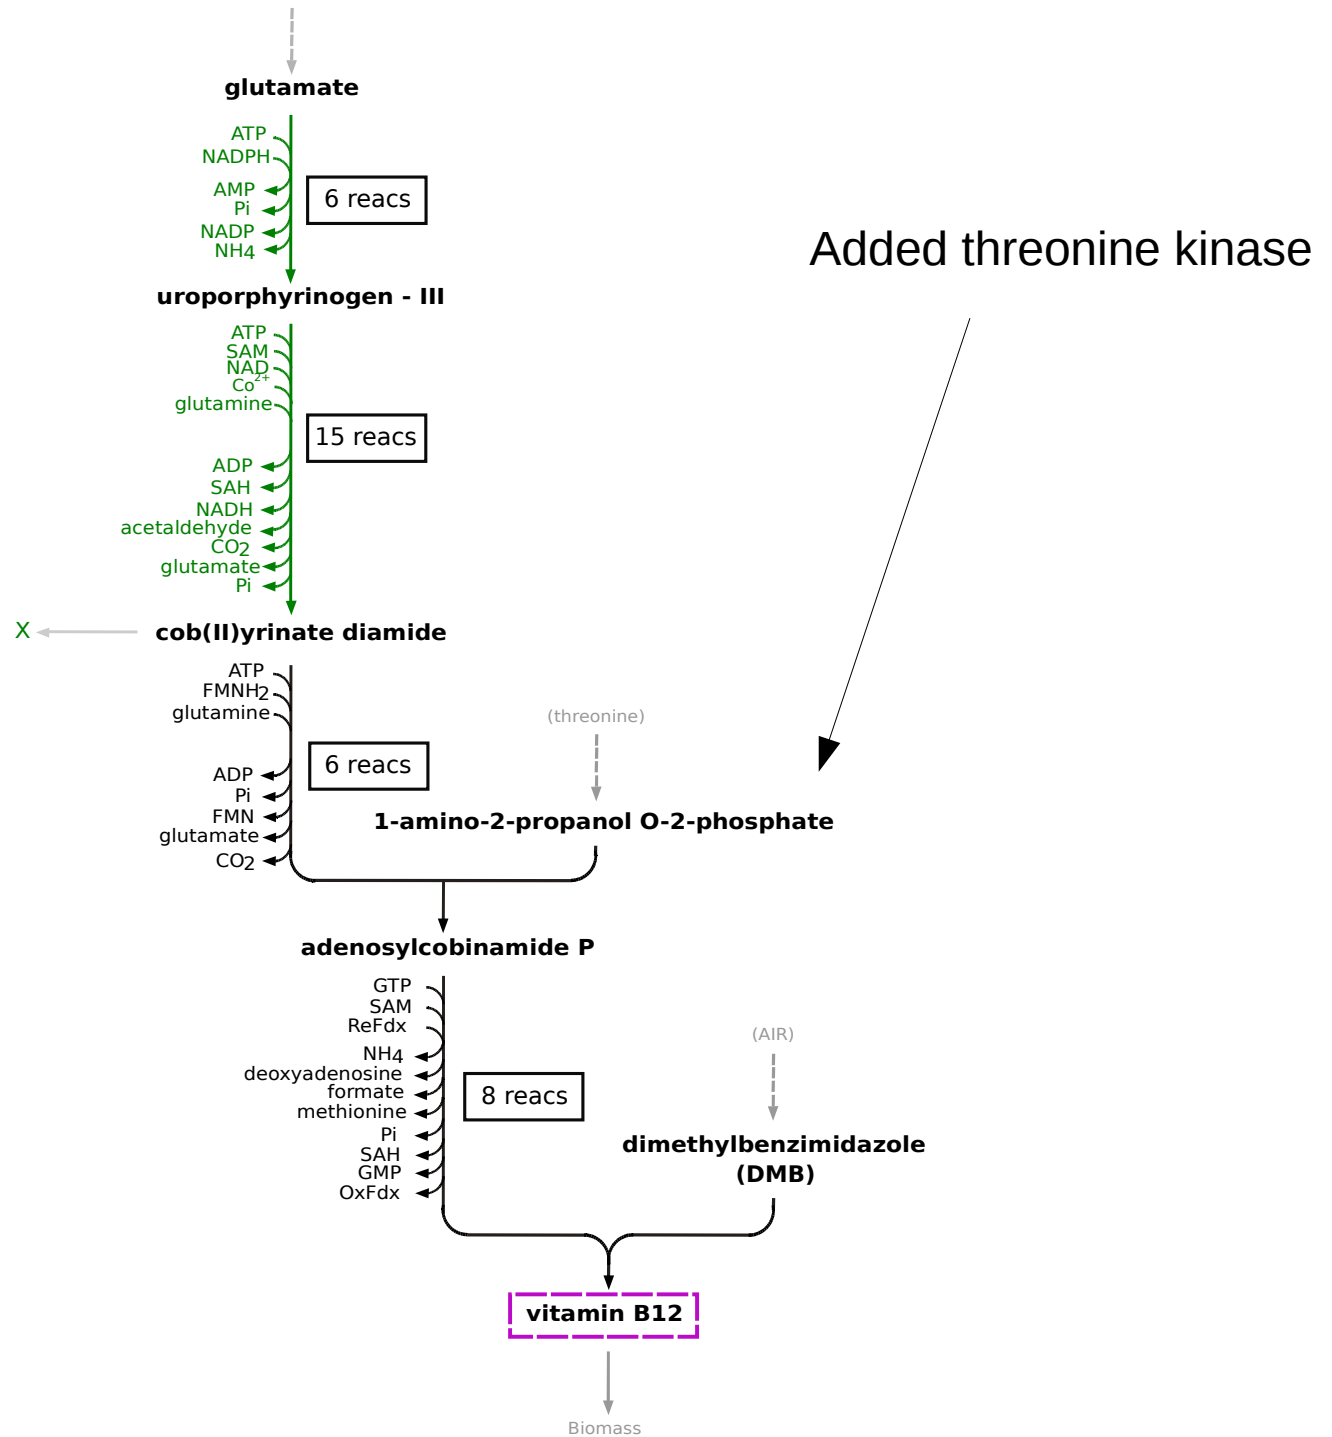 glutamate
ATP
NADPH
AMP
Pi
NADP
NH4
6 reacs
Added threonine kinase
uroporphyrinogen - III
ATP
SAM
NAD
Co2+
glutamine
15 reacs
ADP
SAH
NADH
acetaldehyde
CO2
glutamate
Pi
X
cob(II)yrinate diamide
ATP
FMNH2
glutamine
(threonine)
6 reacs
ADP
Pi
FMN
glutamate
CO2
1-amino-2-propanol O-2-phosphate
adenosylcobinamide P
GTP
SAM
ReFdx
NH4
deoxyadenosine
formate
methionine
Pi
SAH
GMP
OxFdx
8 reacs
(AIR)
dimethylbenzimidazole
(DMB)
vitamin B12
Biomass